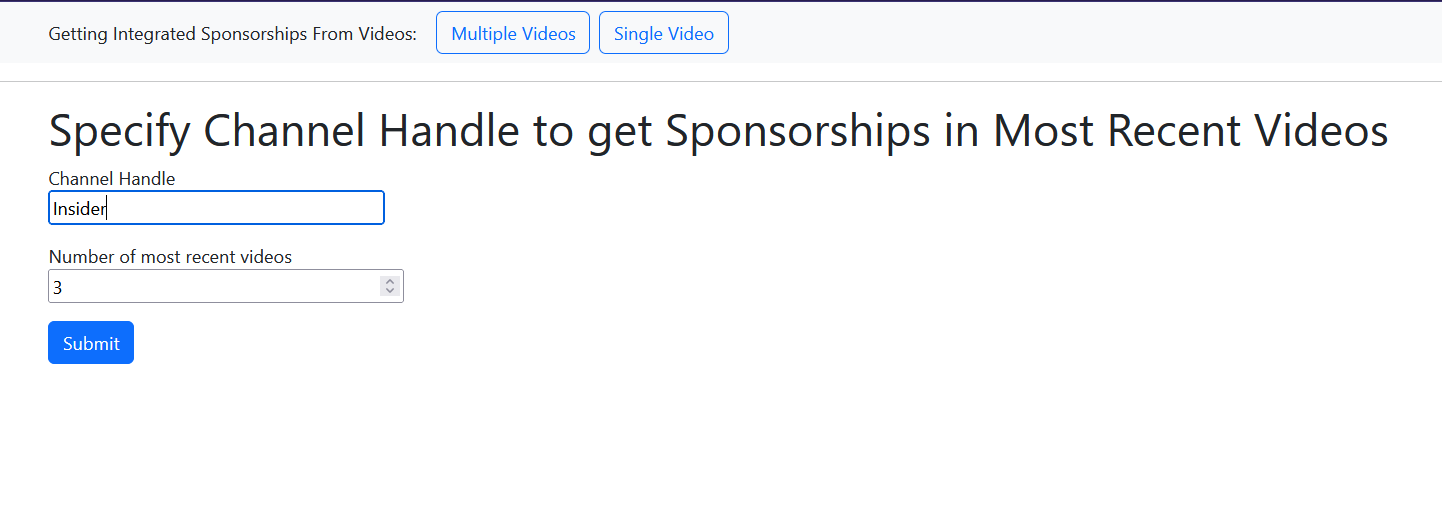 Getting Integrated Sponsorships From Videos: Multiple Videos Single Video
Specify Channel Handle to get Sponsorships in Most Recent Videos
Channel Handle
Insider
Number of most recent videos
3
Submit